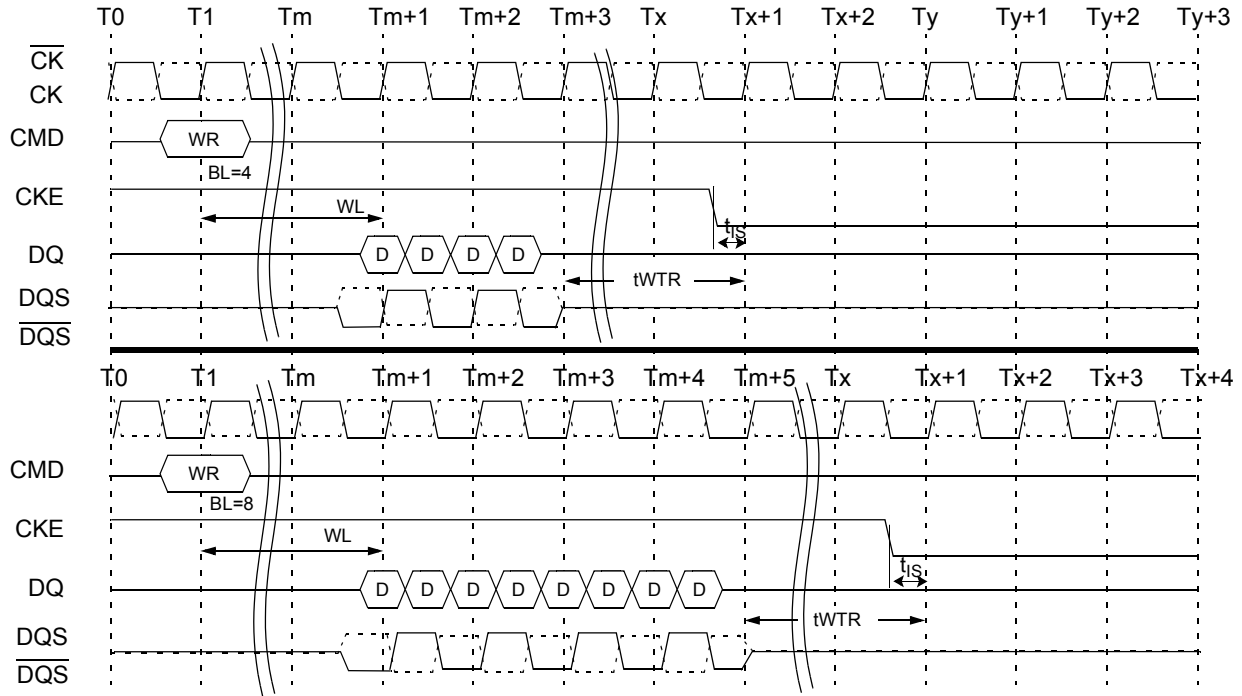 T0 T1 Tm Tm+1 Tm+2 Tm+3 Tx Tx+1 Tx+2 Ty Ty+1 Ty+2 Ty+3
CK
CK
CMD WR
BL=4
CKE
WL
tIS
DQ D D D D
tWTR
DQS
DQS
T0 T1 Tm Tm+1 Tm+2 Tm+3 Tm+4 Tm+5 Tx Tx+1 Tx+2 Tx+3 Tx+4
CMD WR
BL=8
CKE
WL
tIS
DQ D D D D D D D D
tWTR
DQS
DQS